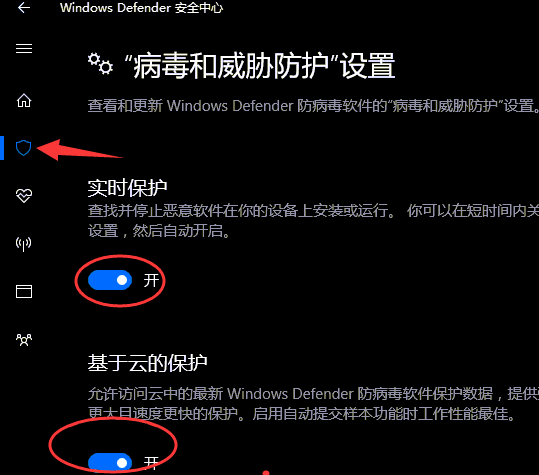 Windows Defender 安全中心
“病毒和威胁防护”设置
查看和更新 Windows Defender 防病毒软件的“病毒和威胁防护”设置。
实时保护
查找并停止恶意软件在你的设备上安装或运行。 你可以在短时间内关
设置，然后自动开启。
开
基于云的保护
允许访问云中的最新 Windows Defender 防病毒软件保护数据，提供
更大且速度更快的保护。启用自动提交样本功能时工作性能最佳。
开